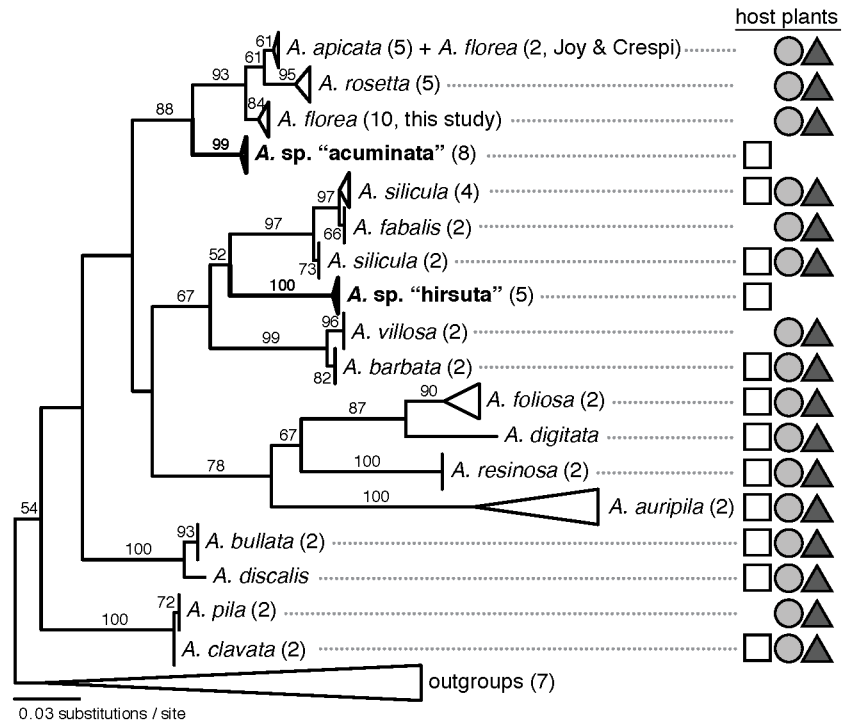 host plants
61
A. apicata (5) + A. florea (2, Joy & Crespi)
61
93
95
A. rosetta (5)
88
84
A. florea (10, this study)
99
A. sp. “acuminata” (8)
97
A. silicula (4)
97
66
A. fabalis (2)
52
73
A. silicula (2)
100
A. sp. “hirsuta” (5)
67
96
A. villosa (2)
99
82
A. barbata (2)
90
A. foliosa (2)
87
A. digitata
67
100
A. resinosa (2)
78
100
A. auripila (2)
54
93
A. bullata (2)
100
A. discalis
72
A. pila (2)
100
A. clavata (2)
outgroups (7)
0.03 substitutions / site